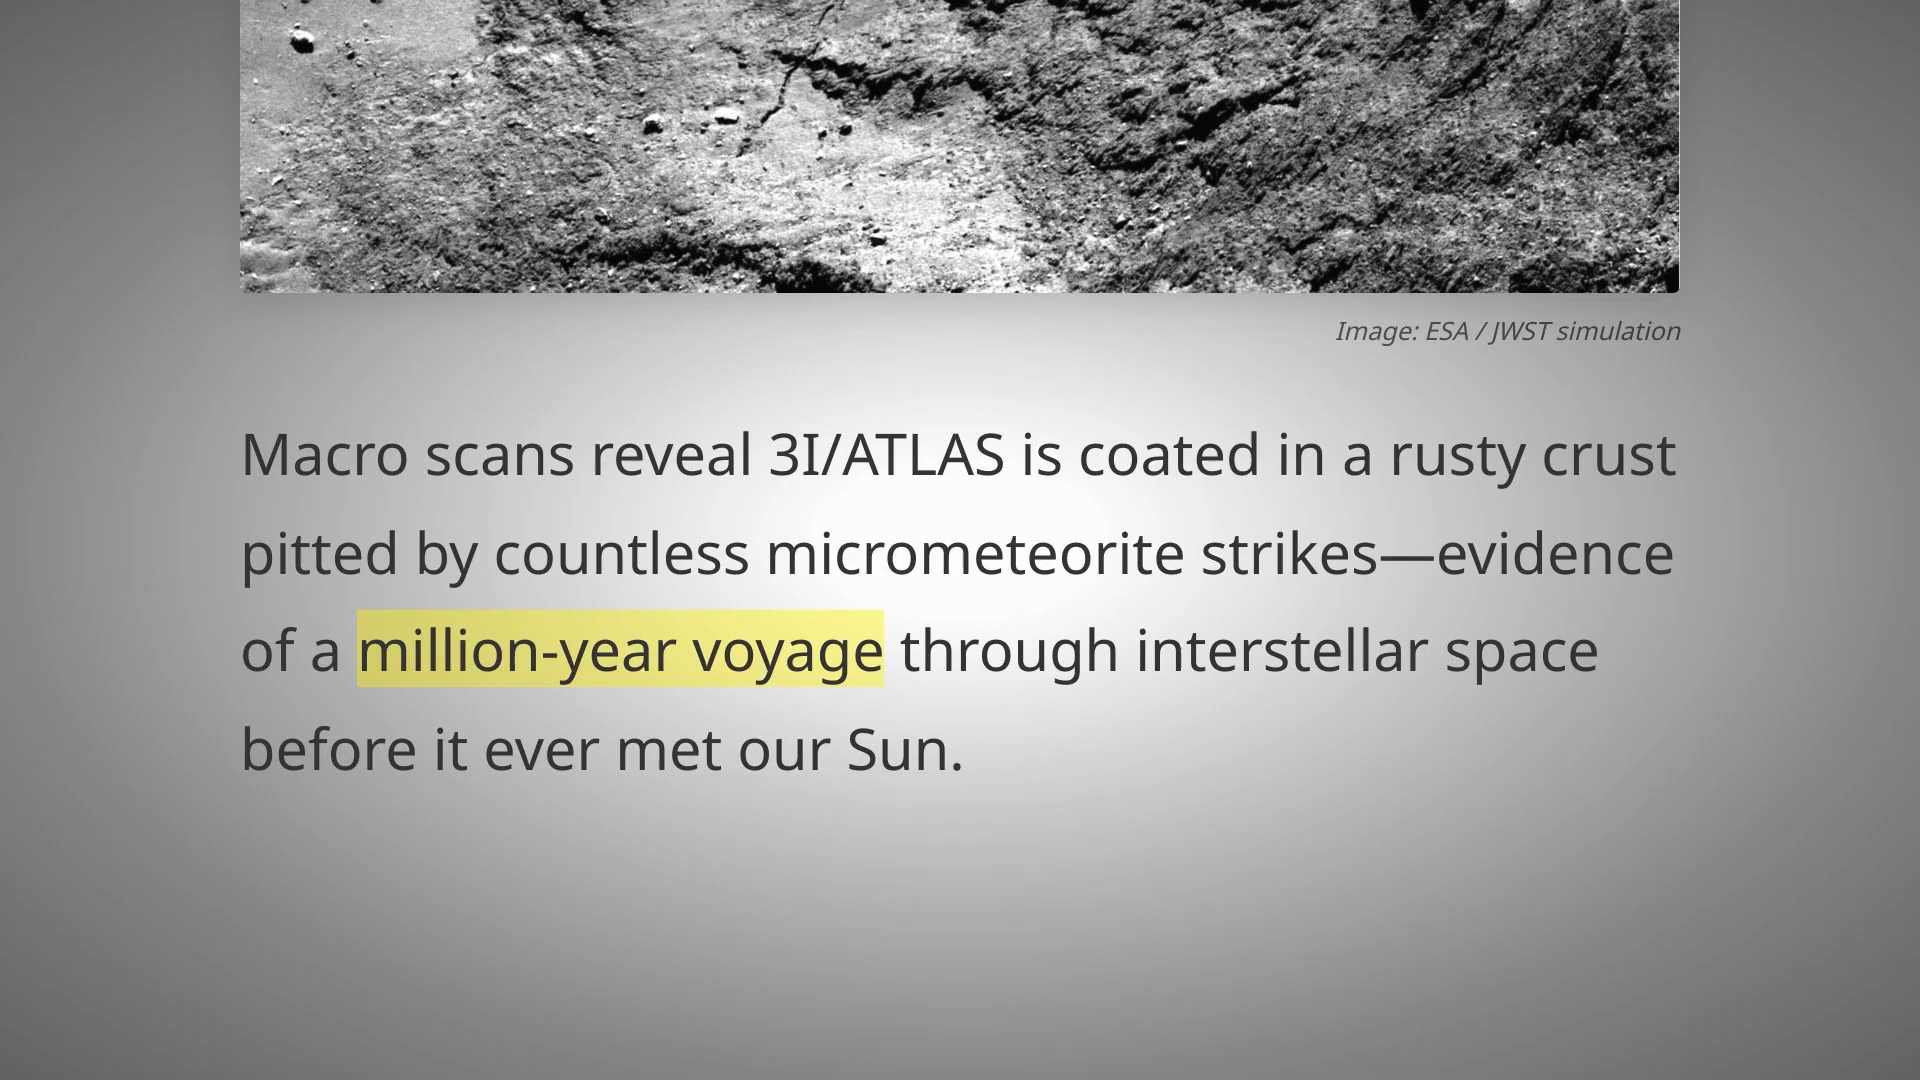 Image: ESA / JWST simulation
Macro scans reveal 3I/ATLAS is coated in a rusty crust
pitted by countless micrometeorite strikes—evidence
of a million-year voyage through interstellar space
before it ever met our Sun.